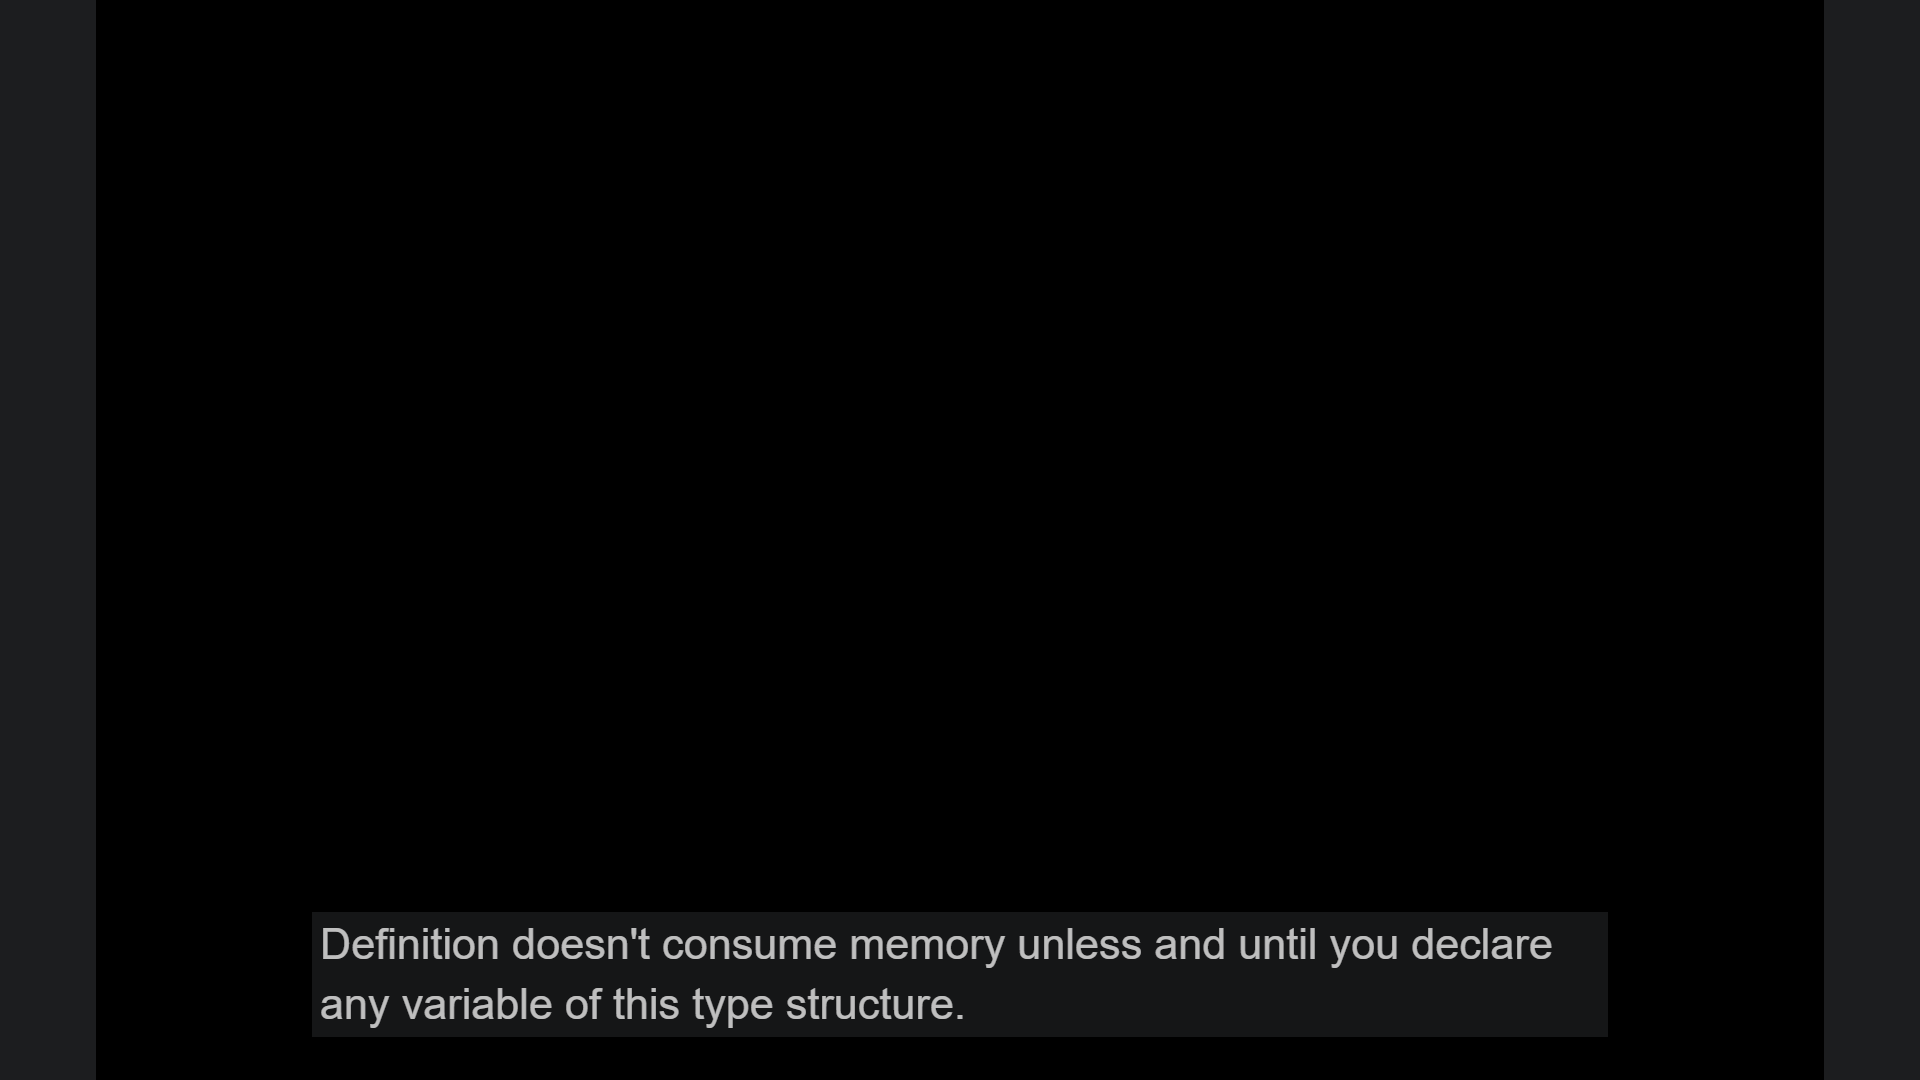 Definition doesn't consume memory unless and until you declare
any variable of this type structure.